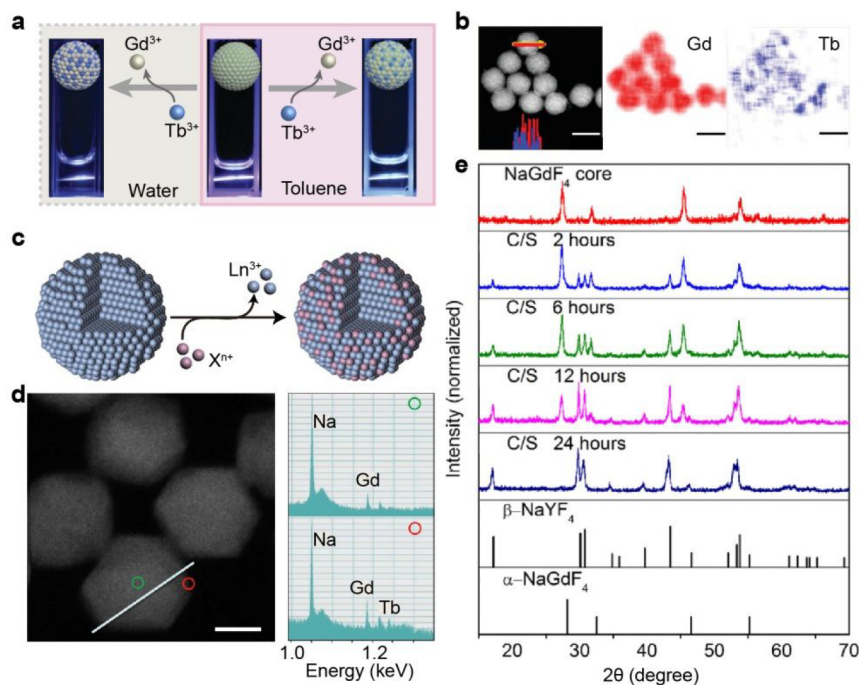 a
Gd³⁺
Gd³⁺
Tb³⁺
Tb³⁺
Water
Toluene
b
Gd
Tb
c
Ln³⁺
Xⁿ⁺
d
Na
Gd
Na
Gd
Tb
1.0
1.2
Energy (keV)
e
NaGdF₄ core
C/S 2 hours
C/S 6 hours
C/S 12 hours
C/S 24 hours
β–NaYF₄
α–NaGdF₄
Intensity (normalized)
20 30 40 50 60 70
2θ (degree)